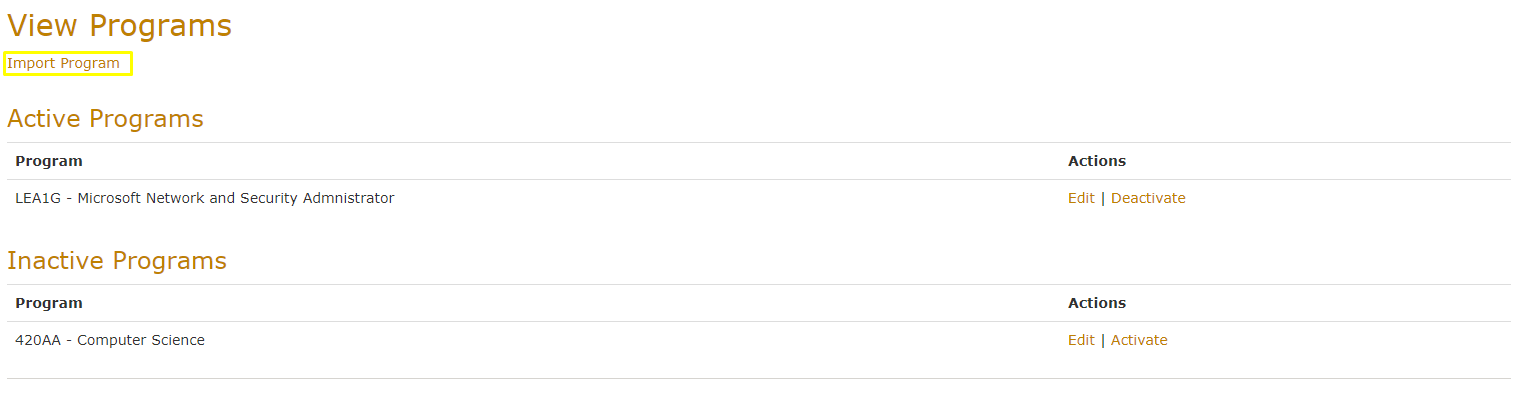 View Programs
Import Program
Active Programs
Program Actions
LEA1G - Microsoft Network and Security Admnistrator Edit | Deactivate
Inactive Programs
Program Actions
420AA - Computer Science Edit | Activate